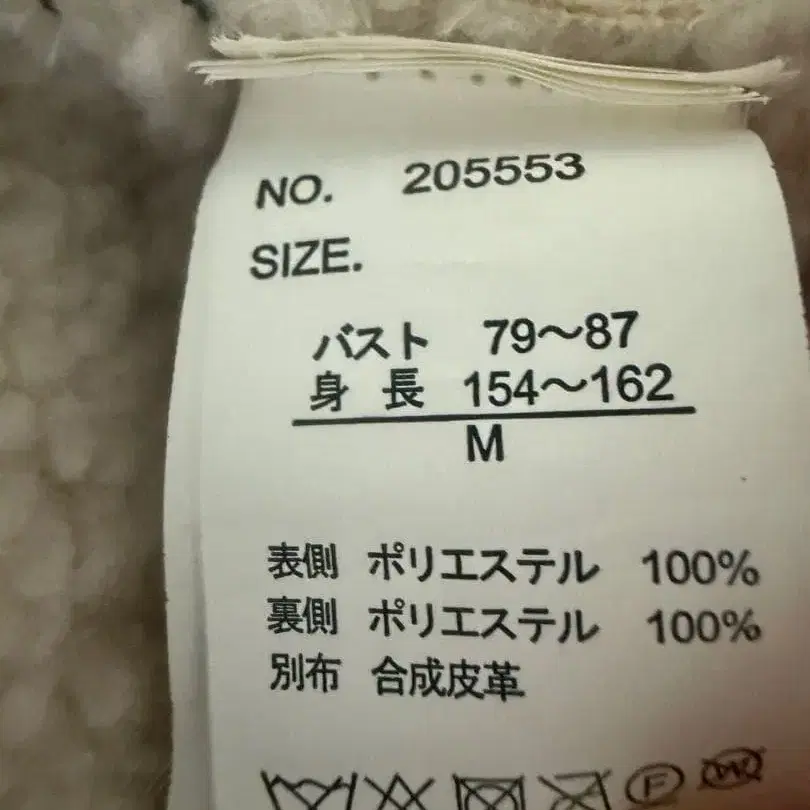 NO. 205553
SIZE.
バスト 79～87
身長 154～162
M
表側 ポリエステル 100%
裏側 ポリエステル 100%
別布 合成皮革
F W